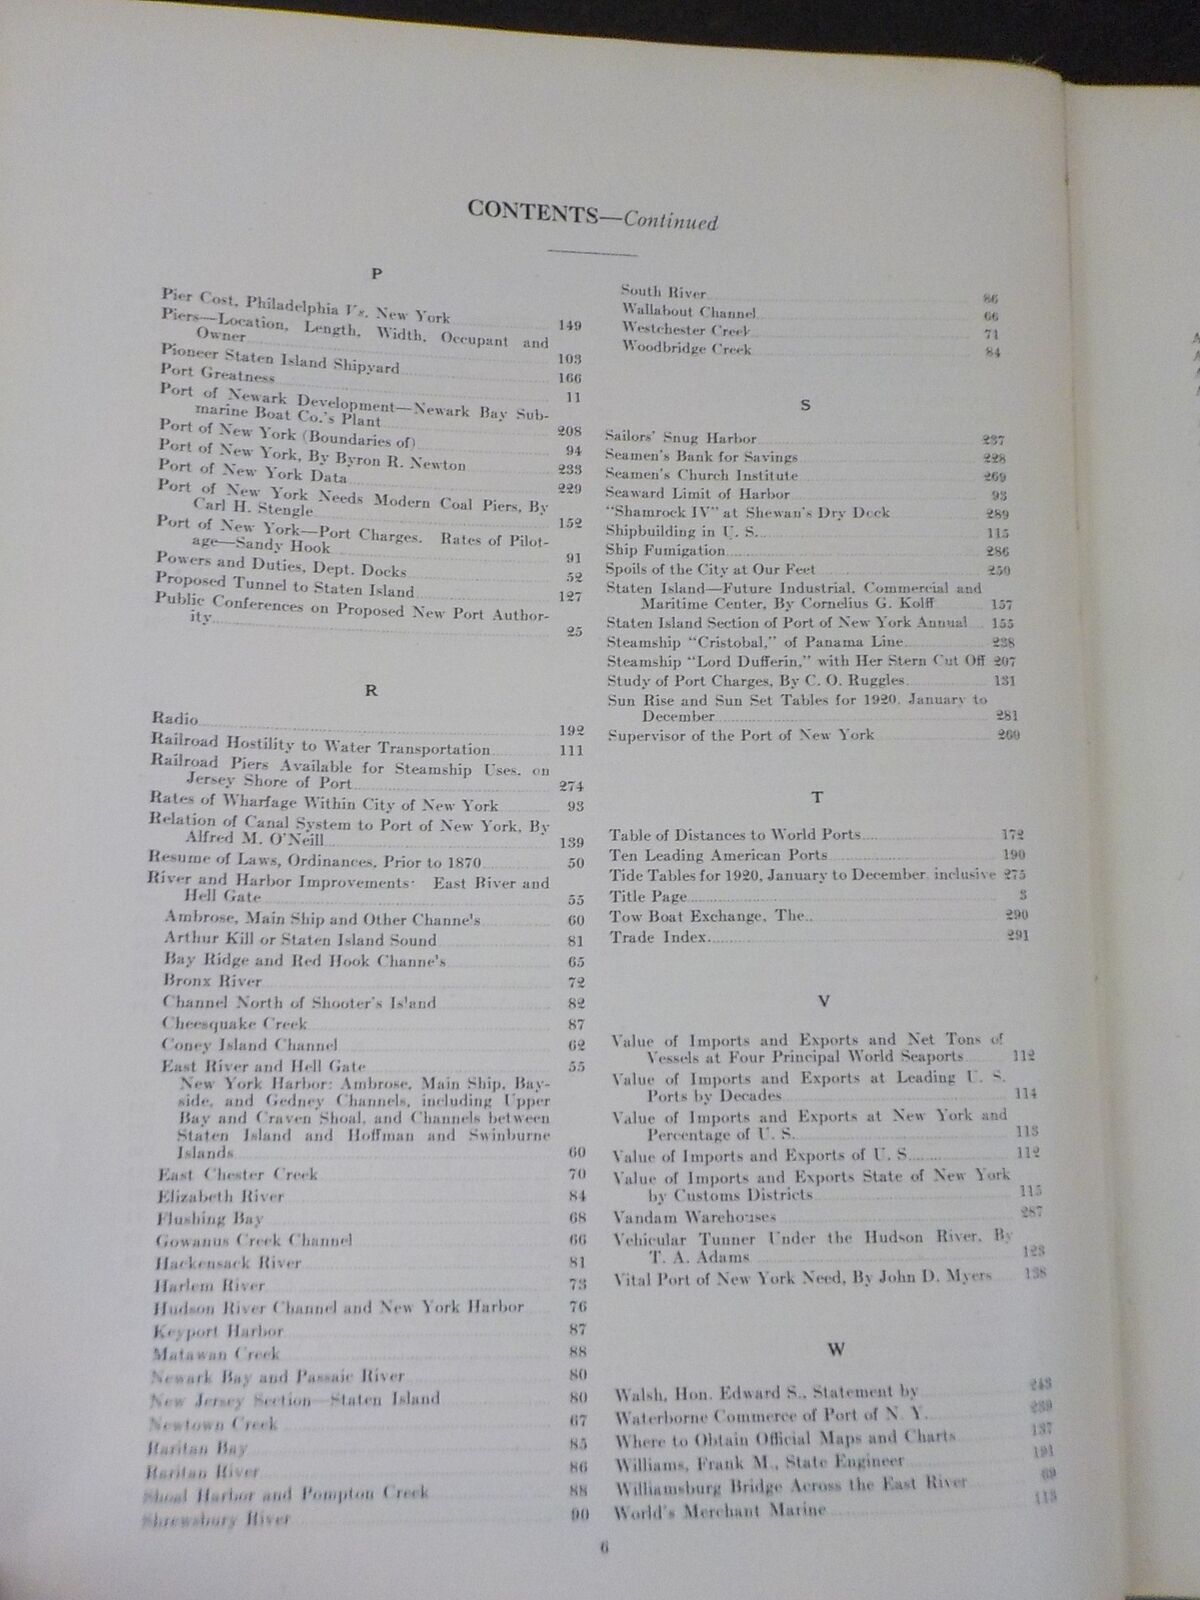 CONTENTS—Continued
P
Pier Cost, Philadelphia Vs. New York 149
Piers—Location, Length, Width, Occupant and
Owner 103
Pioneer Staten Island Shipyard 166
Port Greatness 11
Port of Newark Development—Newark Bay Sub-
marine Boat Co.'s Plant 208
Port of New York (Boundaries of) 94
Port of New York, By Byron R. Newton 233
Port of New York Data 229
Port of New York Needs Modern Coal Piers, By
Carl H. Stengle 152
Port of New York—Port Charges. Rates of Pilot-
age—Sandy Hook 91
Powers and Duties, Dept. Docks 52
Proposed Tunnel to Staten Island 127
Public Conferences on Proposed New Port Author-
ity 25
R
Radio 192
Railroad Hostility to Water Transportation 111
Railroad Piers Available for Steamship Uses, on
Jersey Shore of Port 274
Rates of Wharfage Within City of New York 93
Relation of Canal System to Port of New York, By
Alfred M. O'Neill 139
Resume of Laws, Ordinances, Prior to 1870 50
River and Harbor Improvements: East River and
Hell Gate 55
Ambrose, Main Ship and Other Channe's 60
Arthur Kill or Staten Island Sound 81
Bay Ridge and Red Hook Channe's 65
Bronx River 72
Channel North of Shooter's Is'and 82
Cheesquake Creek 87
Coney Island Channel 62
East River and Hell Gate 55
New York Harbor: Ambrose, Main Ship, Bay-
side, and Gedney Channels, including Upper
Bay and Craven Shoal, and Channels between
Staten Island and Hoffman and Swinburne
Islands 60
East Chester Creek 70
Elizabeth River 84
Flushing Bay 68
Gowanus Creek Channel 66
Hackensack River 81
Harlem River 73
Hudson River Channel and New York Harbor 76
Keyport Harbor 87
Matawan Creek 88
Newark Bay and Passaic River 80
New Jersey Section—Staten Island 80
Newtown Creek 67
Raritan Bay 85
Raritan River 86
Shoal Harbor and Pompton Creek 88
Shrewsbury River 90
South River 86
Wallabout Channel 66
Westchester Creek 71
Woodbridge Creek 84
S
Sailors' Snug Harbor 237
Seamen's Bank for Savings 228
Seamen's Church Institute 269
Seaward Limit of Harbor 93
"Shamrock IV" at Shewan's Dry Dock 289
Shipbuilding in U. S. 115
Ship Fumigation 286
Spoils of the City at Our Feet 250
Staten Island—Future Industrial, Commercial and
Maritime Center, By Cornelius G. Kolff 157
Staten Island Section of Port of New York Annual 155
Steamship "Cristobal," of Panama Line 238
Steamship "Lord Dufferin," with Her Stern Cut Off 207
Study of Port Charges, By C. O. Ruggles 131
Sun Rise and Sun Set Tables for 1920, January to
December 281
Supervisor of the Port of New York 260
T
Table of Distances to World Ports 172
Ten Leading American Ports 190
Tide Tables for 1920, January to December, inclusive 275
Title Page 3
Tow Boat Exchange, The 290
Trade Index 291
V
Value of Imports and Exports and Net Tons of
Vessels at Four Principal World Seaports 112
Value of Imports and Exports at Leading U. S.
Ports by Decades 114
Value of Imports and Exports at New York and
Percentage of U. S. 113
Value of Imports and Exports of U. S. 112
Value of Imports and Exports State of New York
by Customs Districts 115
Vandam Warehouses 287
Vehicular Tunner Under the Hudson River, By
T. A. Adams 123
Vital Port of New York Need, By John D. Myers 138
W
Walsh, Hon. Edward S., Statement by 243
Waterborne Commerce of Port of N. Y. 239
Where to Obtain Official Maps and Charts 137
Williams, Frank M., State Engineer 191
Williamsburg Bridge Across the East River 69
World's Merchant Marine 113
6